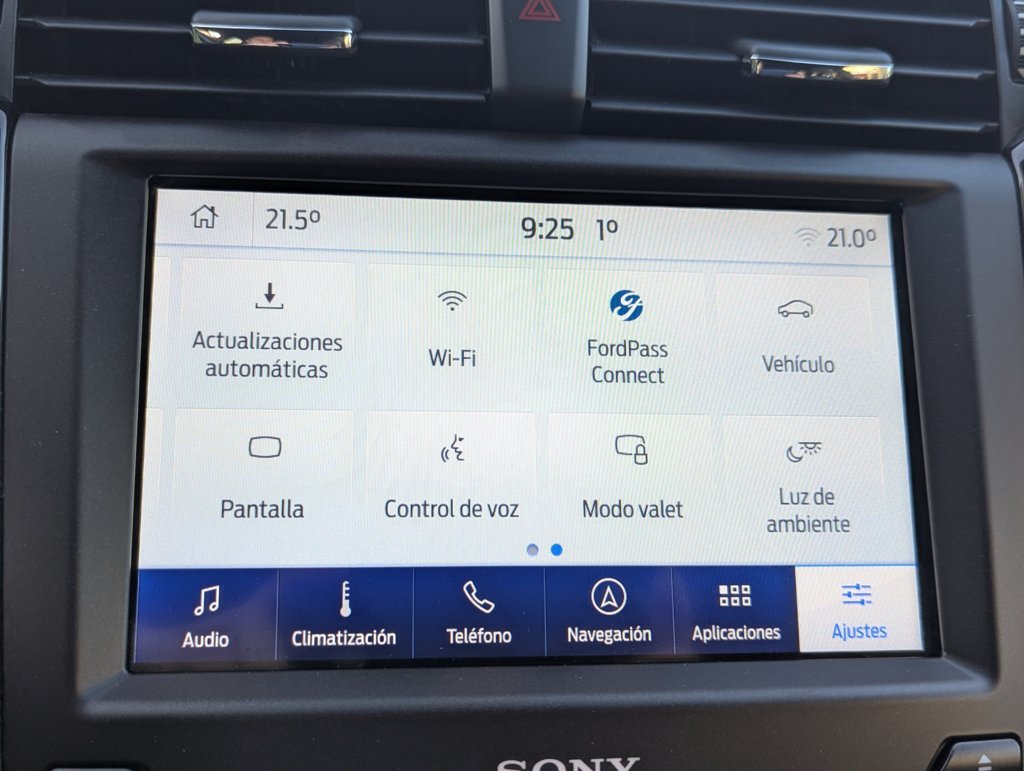 21.5º
9:25 1º
21.0º
Actualizaciones
automáticas
Wi-Fi
FordPass
Connect
Vehículo
Pantalla
Control de voz
Modo valet
Luz de
ambiente
Audio
Climatización
Teléfono
Navegación
Aplicaciones
Ajustes
SONY